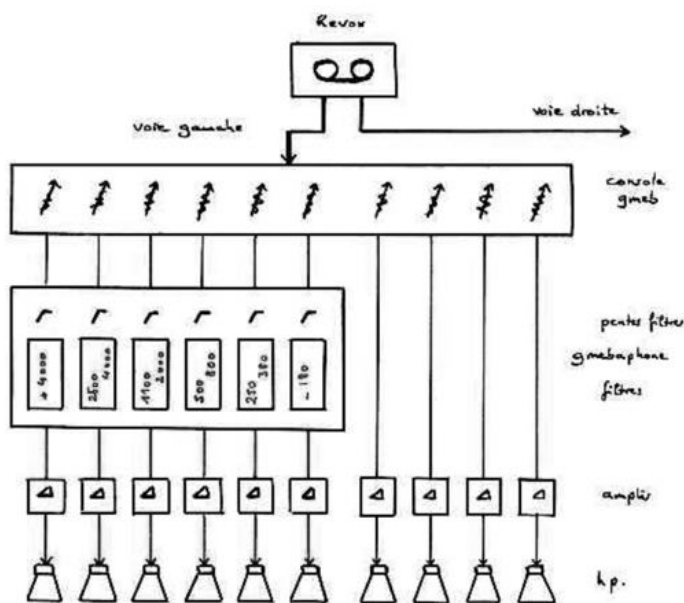 Revox
voie gauche
voie droite
console
gmeb
pentes filtres
gmebaphone
filtres
+ 4000
2500
4000
1100
2000
500
800
250
350
- 180
amplis
h.p.